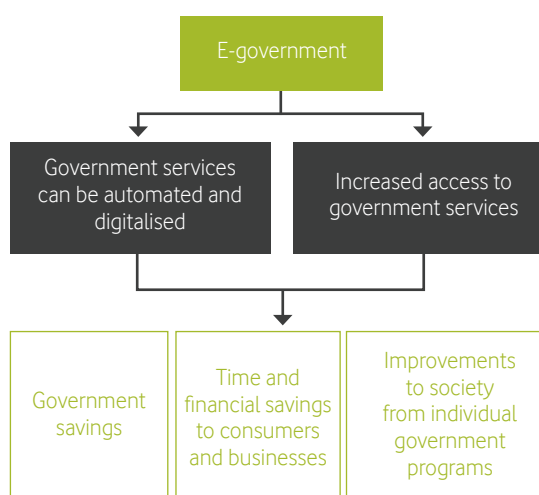 E-government
Government services
can be automated and
digitalised
Increased access to
government services
Government
savings
Time and
financial savings
to consumers
and businesses
Improvements
to society
from individual
government
programs